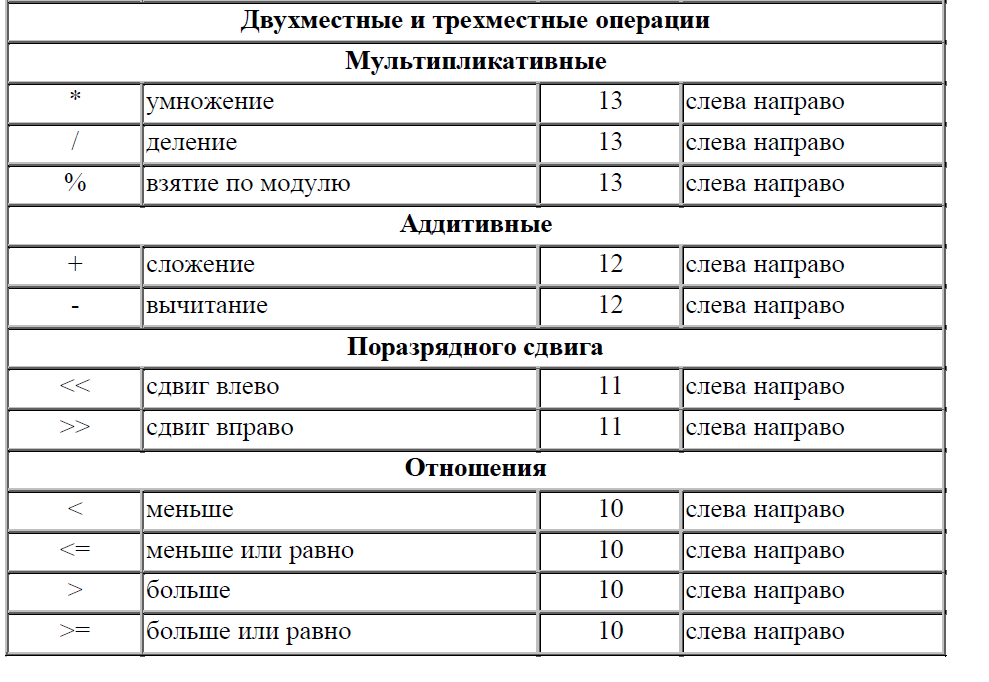 Двухместные и трехместные операции
Мультипликативные
* умножение 13 слева направо
/ деление 13 слева направо
% взятие по модулю 13 слева направо
Аддитивные
+ сложение 12 слева направо
- вычитание 12 слева направо
Поразрядного сдвига
<< сдвиг влево 11 слева направо
>> сдвиг вправо 11 слева направо
Отношения
< меньше 10 слева направо
<= меньше или равно 10 слева направо
> больше 10 слева направо
>= больше или равно 10 слева направо